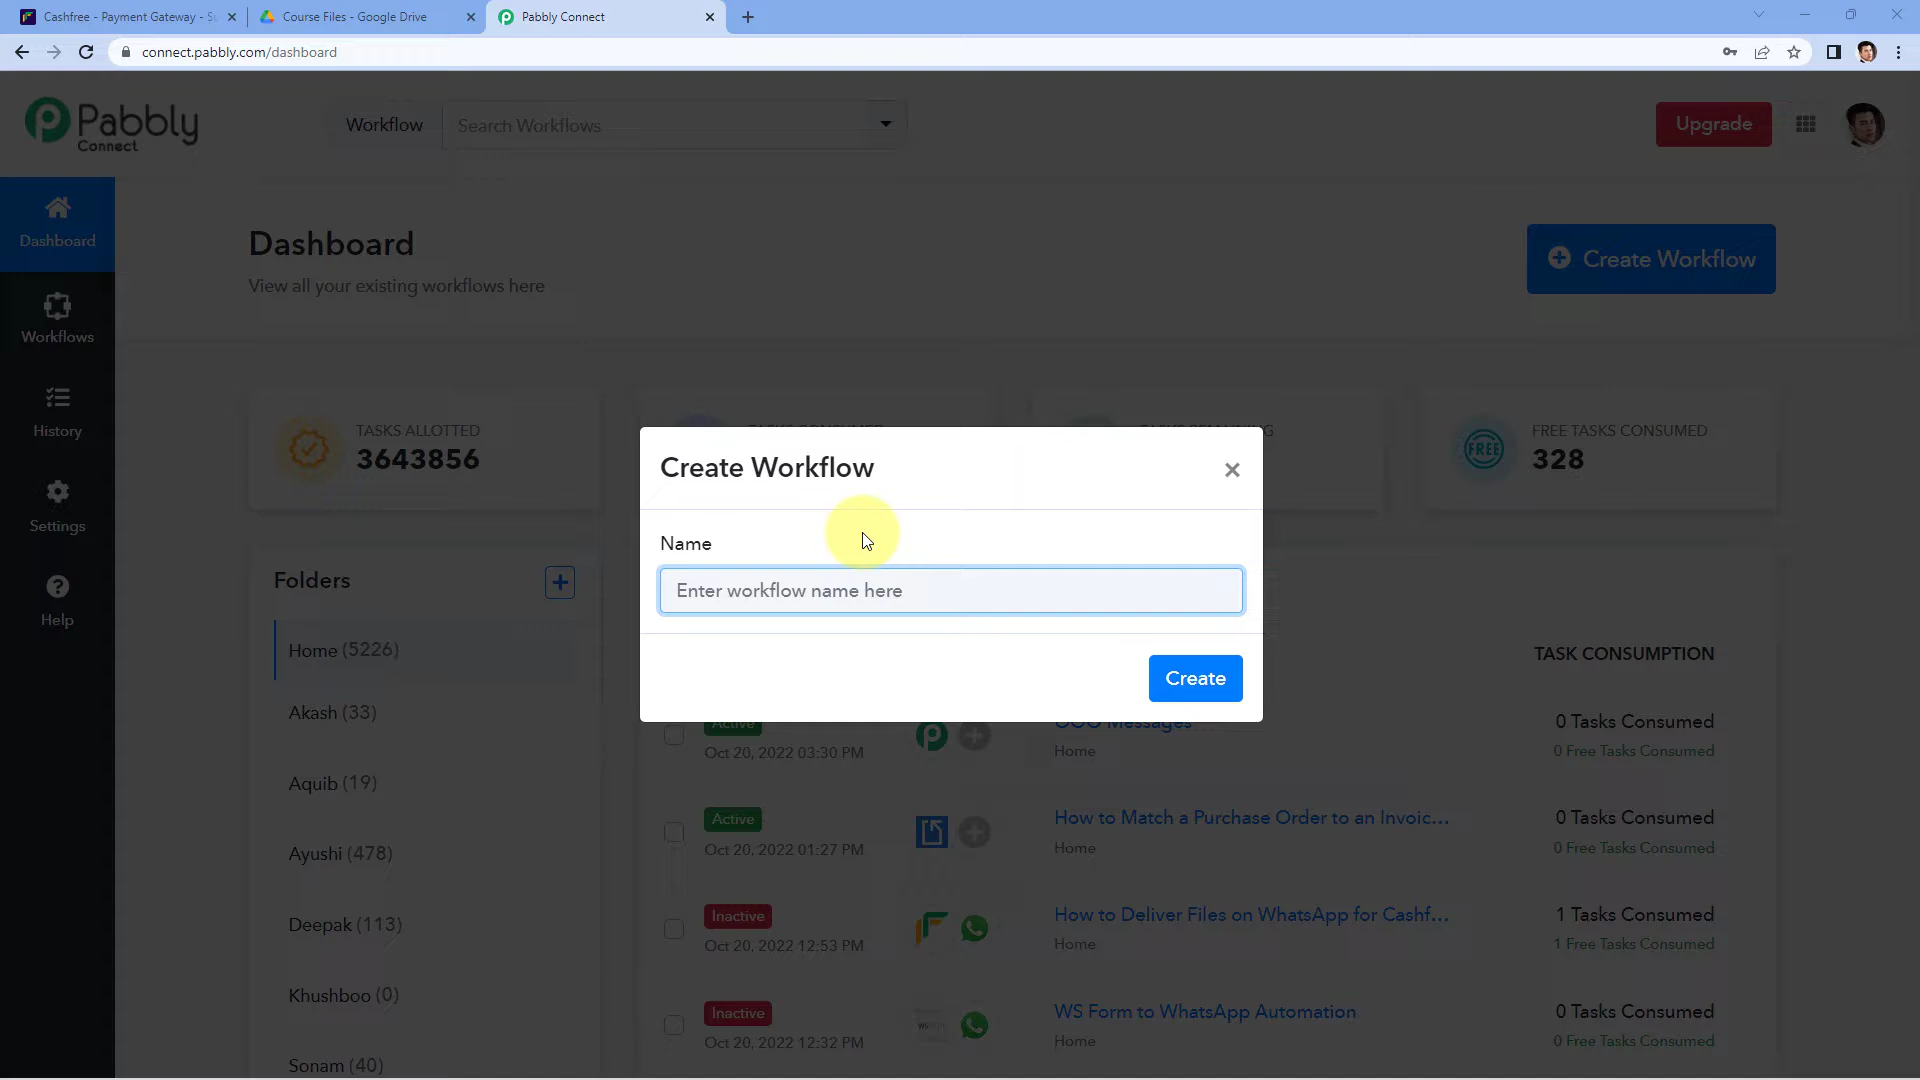 Cashfree - Payment Gateway - Su
Course Files - Google Drive
Pabbly Connect
connect.pabbly.com/dashboard
Pabbly
Connect
Workflow
Search Workflows
Upgrade
Dashboard
Workflows
History
Settings
Help
Dashboard
View all your existing workflows here
Create Workflow
TASKS ALLOTTED
3643856
FREE TASKS CONSUMED
328
FREE
Create Workflow
×
Name
Enter workflow name here
Create
Folders
Home (5226)
Akash (33)
Aquib (19)
Ayushi (478)
Deepak (113)
Khushboo (0)
Sonam (40)
TASK CONSUMPTION
Active
Oct 20, 2022 03:30 PM
OOO Messages
Home
0 Tasks Consumed
0 Free Tasks Consumed
Active
Oct 20, 2022 01:27 PM
How to Match a Purchase Order to an Invoic...
Home
0 Tasks Consumed
0 Free Tasks Consumed
Inactive
Oct 20, 2022 12:53 PM
How to Deliver Files on WhatsApp for Cashf...
Home
1 Tasks Consumed
1 Free Tasks Consumed
Inactive
Oct 20, 2022 12:32 PM
WS Form to WhatsApp Automation
Home
0 Tasks Consumed
0 Free Tasks Consumed